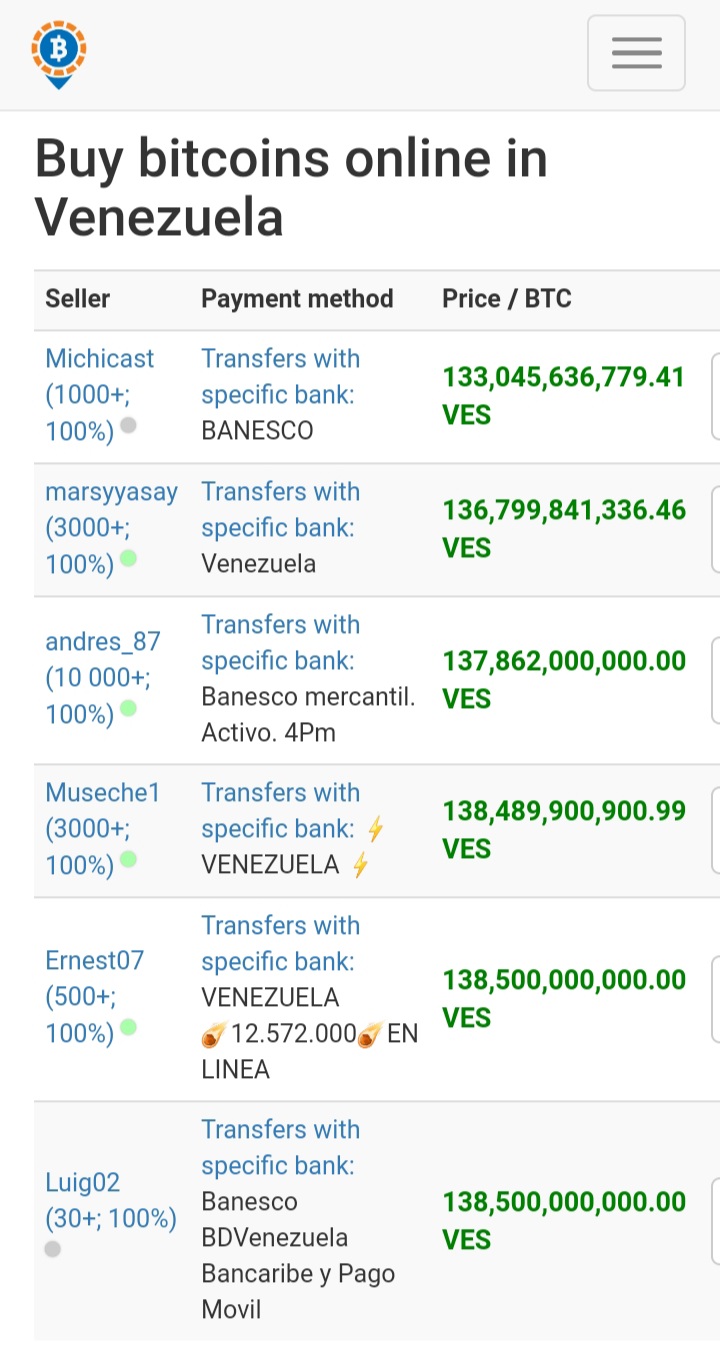 Buy bitcoins online in
Venezuela
Seller Payment method Price / BTC
Michicast
(1000+;
100%)
Transfers with
specific bank:
BANESCO
133,045,636,779.41
VES
marsyyasay
(3000+;
100%)
Transfers with
specific bank:
Venezuela
136,799,841,336.46
VES
andres_87
(10 000+;
100%)
Transfers with
specific bank:
Banesco mercantil.
Activo. 4Pm
137,862,000,000.00
VES
Museche1
(3000+;
100%)
Transfers with
specific bank: ⚡
VENEZUELA ⚡
138,489,900,900.99
VES
Ernest07
(500+;
100%)
Transfers with
specific bank:
VENEZUELA
☄️12.572.000☄️EN
LINEA
138,500,000,000.00
VES
Luig02
(30+; 100%)
Transfers with
specific bank:
Banesco
BDVenezuela
Bancaribe y Pago
Movil
138,500,000,000.00
VES